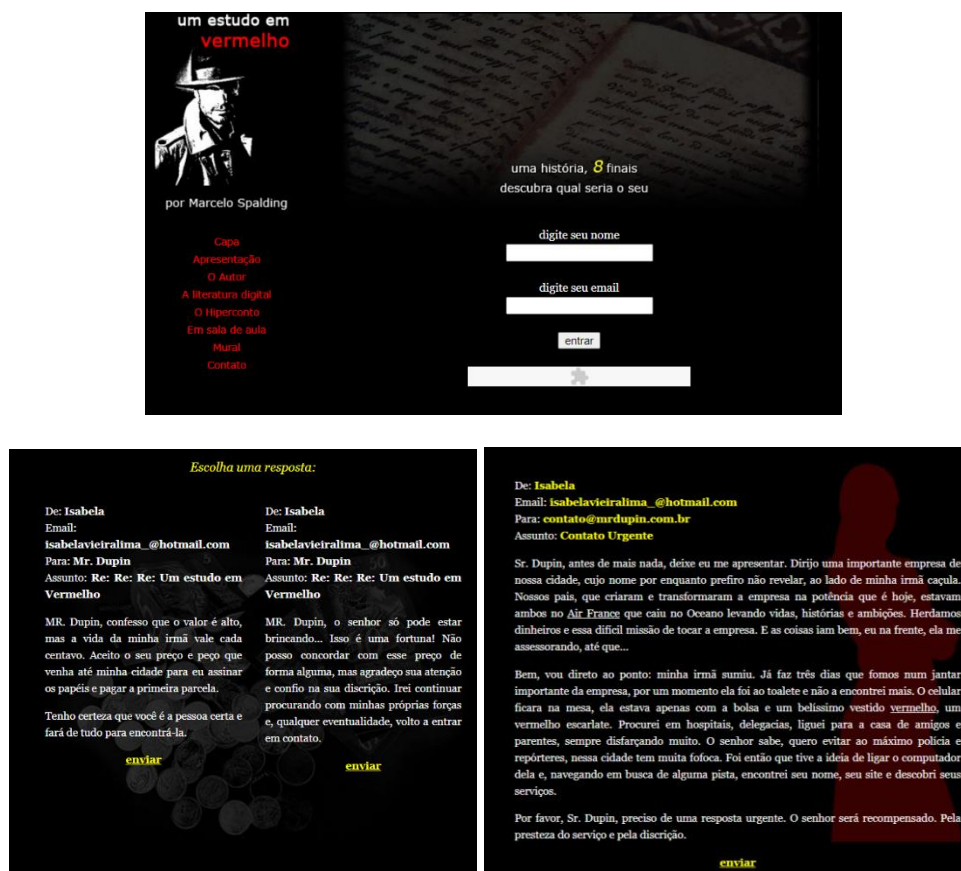 um estudo em
vermelho
por Marcelo Spalding
Capa
Apresentação
O Autor
A literatura digital
O Hiperconto
Em sala de aula
Mural
Contato
uma história, 8 finais
descubra qual seria o seu
digite seu nome
digite seu email
entrar
Escolha uma resposta:
De: Isabela
Email:
isabelavieiralima_@hotmail.com
Para: Mr. Dupin
Assunto: Re: Re: Re: Um estudo em
Vermelho
MR. Dupin, confesso que o valor é alto,
mas a vida da minha irmã vale cada
centavo. Aceito o seu preço e peço que
venha até minha cidade para eu assinar
os papéis e pagar a primeira parcela.
Tenho certeza que você é a pessoa certa e
fará de tudo para encontrá-la.
enviar
De: Isabela
Email:
isabelavieiralima_@hotmail.com
Para: Mr. Dupin
Assunto: Re: Re: Re: Um estudo em
Vermelho
MR. Dupin, o senhor só pode estar
brincando... Isso é uma fortuna! Não
posso concordar com esse preço de
forma alguma, mas agradeço sua atenção
e confio na sua discrição. Irei continuar
procurando com minhas próprias forças
e, qualquer eventualidade, volto a entrar
em contato.
enviar
De: Isabela
Email: isabelavieiralima_@hotmail.com
Para: contato@mrdupin.com.br
Assunto: Contato Urgente
Sr. Dupin, antes de mais nada, deixe eu me apresentar. Dirijo uma importante empresa de
nossa cidade, cujo nome por enquanto prefiro não revelar, ao lado de minha irmã caçula.
Nossos pais, que criaram e transformaram a empresa na potência que é hoje, estavam
ambos no Air France que caiu no Oceano levando vidas, histórias e ambições. Herdamos
dinheiros e essa difícil missão de tocar a empresa. E as coisas iam bem, eu na frente, ela me
assessorando, até que...
Bem, vou direto ao ponto: minha irmã sumiu. Já faz três dias que fomos num jantar
importante da empresa, por um momento ela foi ao toalete e não a encontrei mais. O celular
ficara na mesa, ela estava apenas com a bolsa e um belíssimo vestido vermelho, um
vermelho escarlate. Procurei em hospitais, delegacias, liguei para a casa de amigos e
parentes, sempre disfarçando muito. O senhor sabe, quero evitar ao máximo polícia e
repórteres, nessa cidade tem muita fofoca. Foi então que tive a ideia de ligar o computador
dela e, navegando em busca de alguma pista, encontrei seu nome, seu site e descobri seus
serviços.
Por favor, Sr. Dupin, preciso de uma resposta urgente. O senhor será recompensado. Pela
presteza do serviço e pela discrição.
enviar